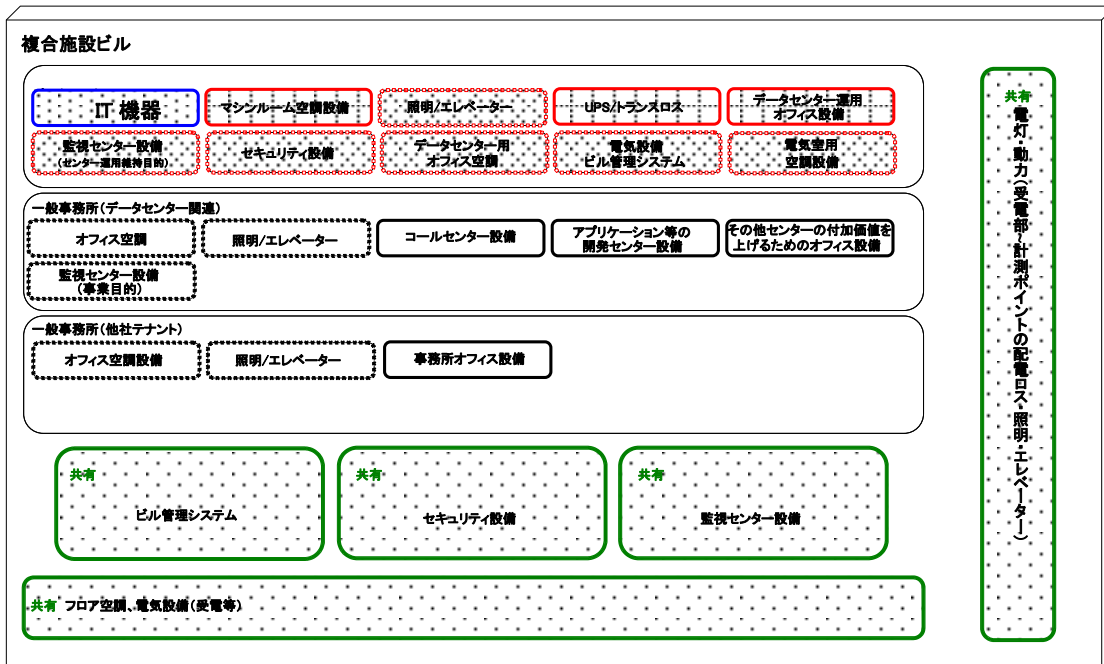 複合施設ビル
IT 機器
マシンルーム空調設備
照明/エレベーター
UPS/トランスロス
データセンター運用
オフィス設備
監視センター設備
(センター運用維持目的)
セキュリティ設備
データセンター用
オフィス空調
電気設備
ビル管理システム
電気室用
空調設備
一般事務所(データセンター関連)
オフィス空調
照明/エレベーター
コールセンター設備
アプリケーション等の
開発センター設備
その他センターの付加価値を
上げるためのオフィス設備
監視センター設備
(事業目的)
一般事務所(他社テナント)
オフィス空調設備
照明/エレベーター
事務所オフィス設備
共有
ビル管理システム
共有
セキュリティ設備
共有
監視センター設備
共有 フロア空調、電気設備(受電等)
共有
電灯・動力(受電部~計測ポイントの配電ロス・照明・エレベーター)